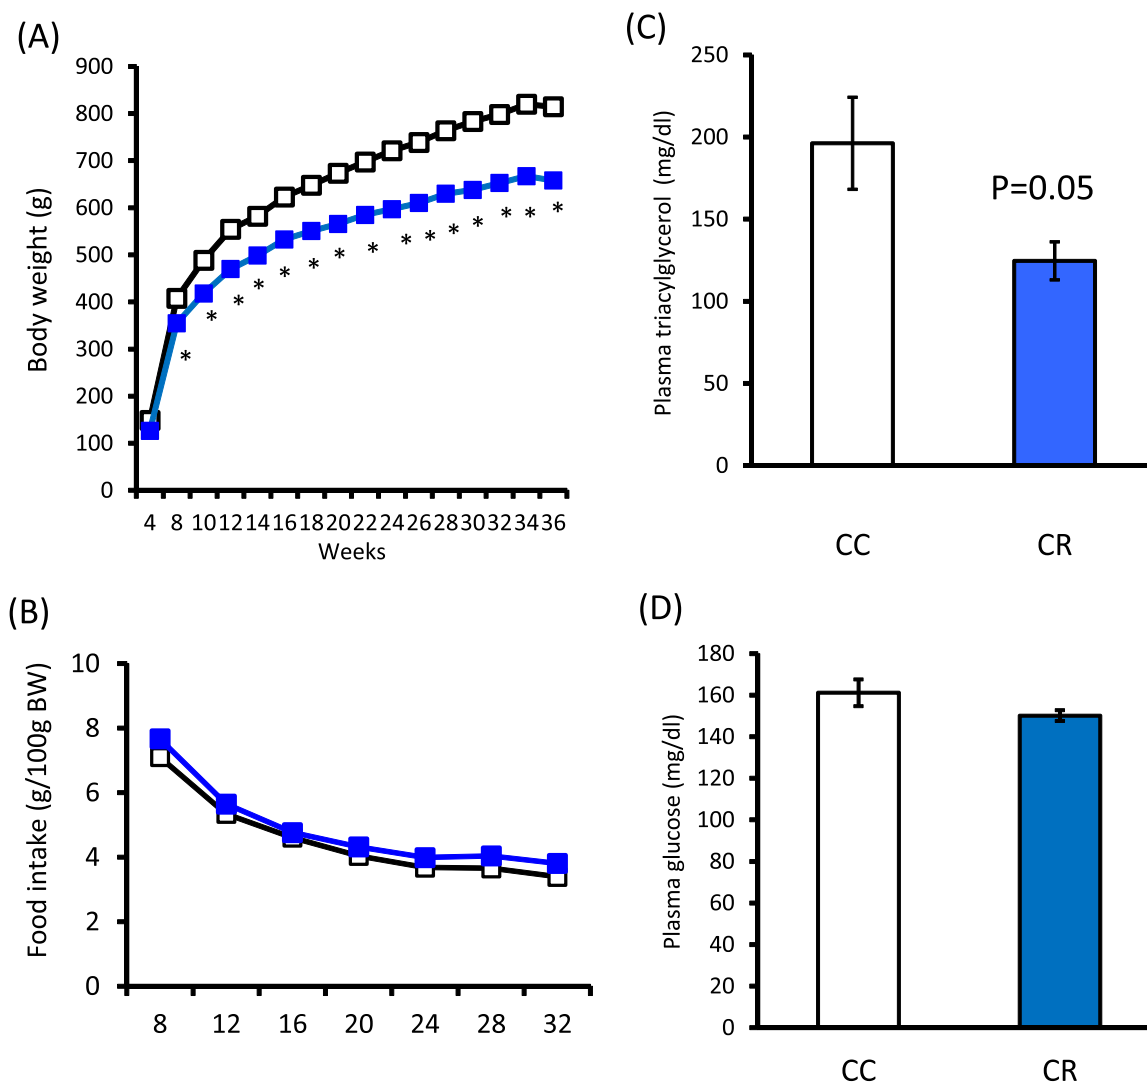 (A)
Body weight (g)
900
800
700
600
500
400
300
200
100
0
* * * * * * * * * * * * * * *
4 8 10 12 14 16 18 20 22 24 26 28 30 32 34 36
Weeks
(B)
Food intake (g/100g BW)
10
8
6
4
2
0
8 12 16 20 24 28 32
(C)
Plasma triacylglycerol (mg/dl)
250
200
150
100
50
0
P=0.05
CC CR
(D)
Plasma glucose (mg/dl)
180
160
140
120
100
80
60
40
20
0
CC CR